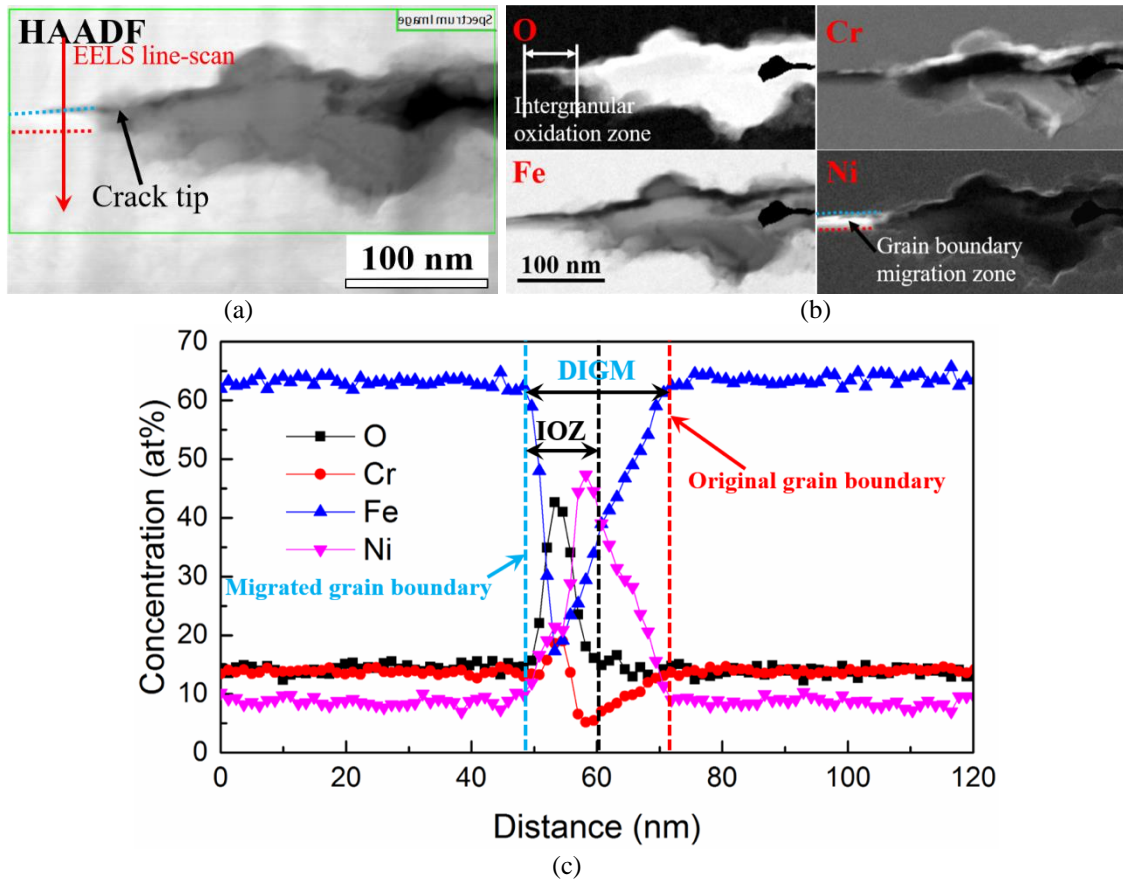 HAADF
Spectrum Image
EELS line-scan
Crack tip
100 nm
(a)
O
Cr
Intergranular
oxidation zone
Fe
Ni
100 nm
Grain boundary
migration zone
(b)
70
60
50
40
30
20
10
0
Concentration (at%)
DIGM
IOZ
O
Cr
Fe
Ni
Original grain boundary
Migrated grain boundary
0 20 40 60 80 100 120
Distance (nm)
(c)